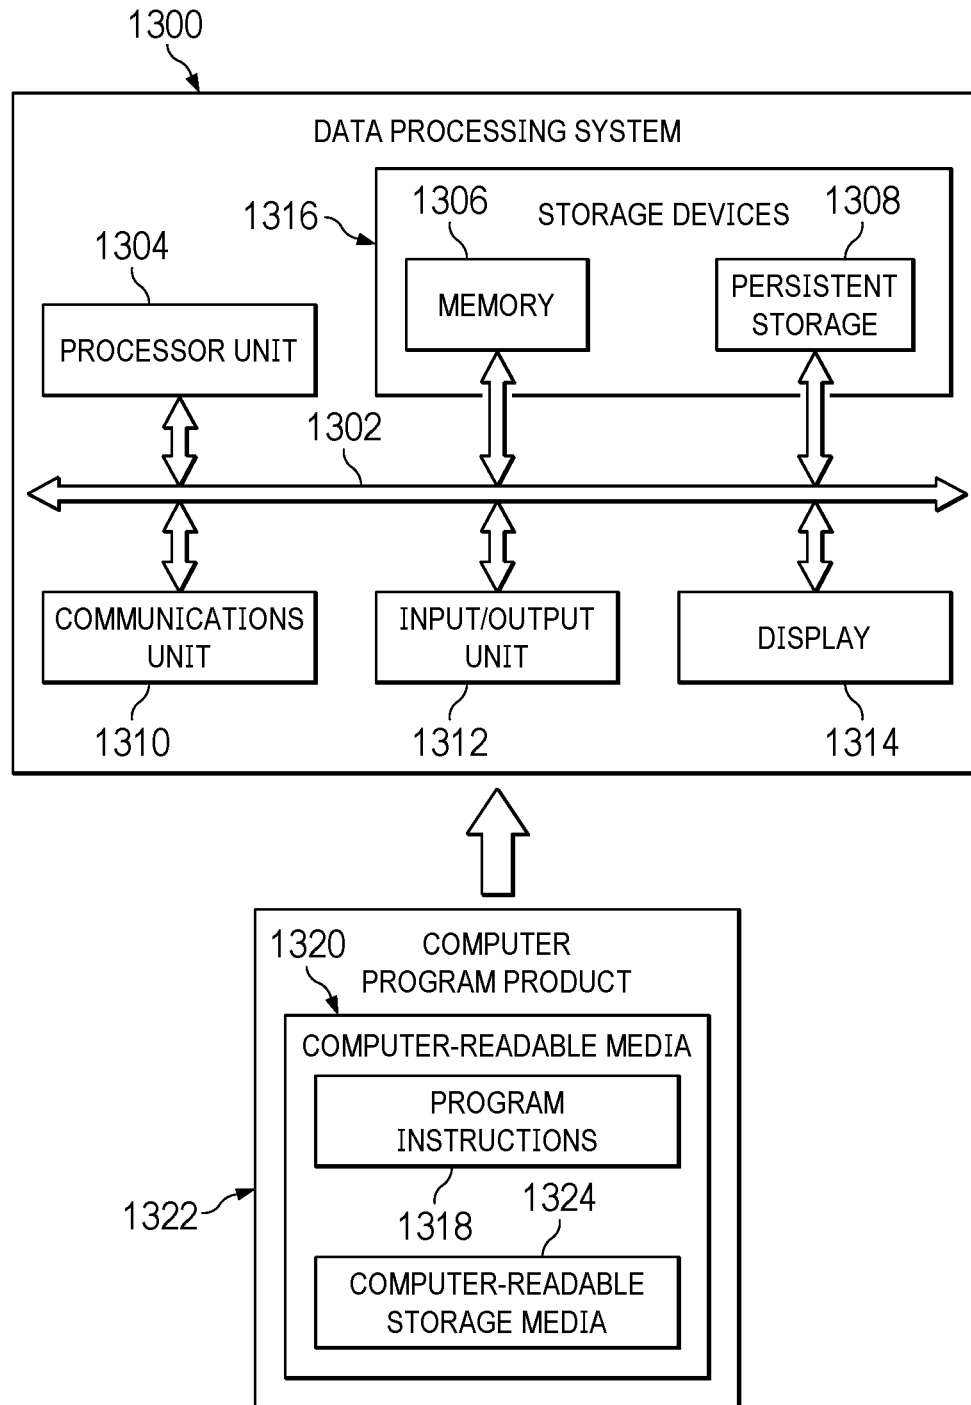 1300
DATA PROCESSING SYSTEM
1316
1306
STORAGE DEVICES
1308
1304
MEMORY
PERSISTENT
STORAGE
PROCESSOR UNIT
1302
COMMUNICATIONS
UNIT
INPUT/OUTPUT
UNIT
DISPLAY
1310
1312
1314
1320
COMPUTER
PROGRAM PRODUCT
COMPUTER-READABLE MEDIA
PROGRAM
INSTRUCTIONS
1322
1318
1324
COMPUTER-READABLE
STORAGE MEDIA